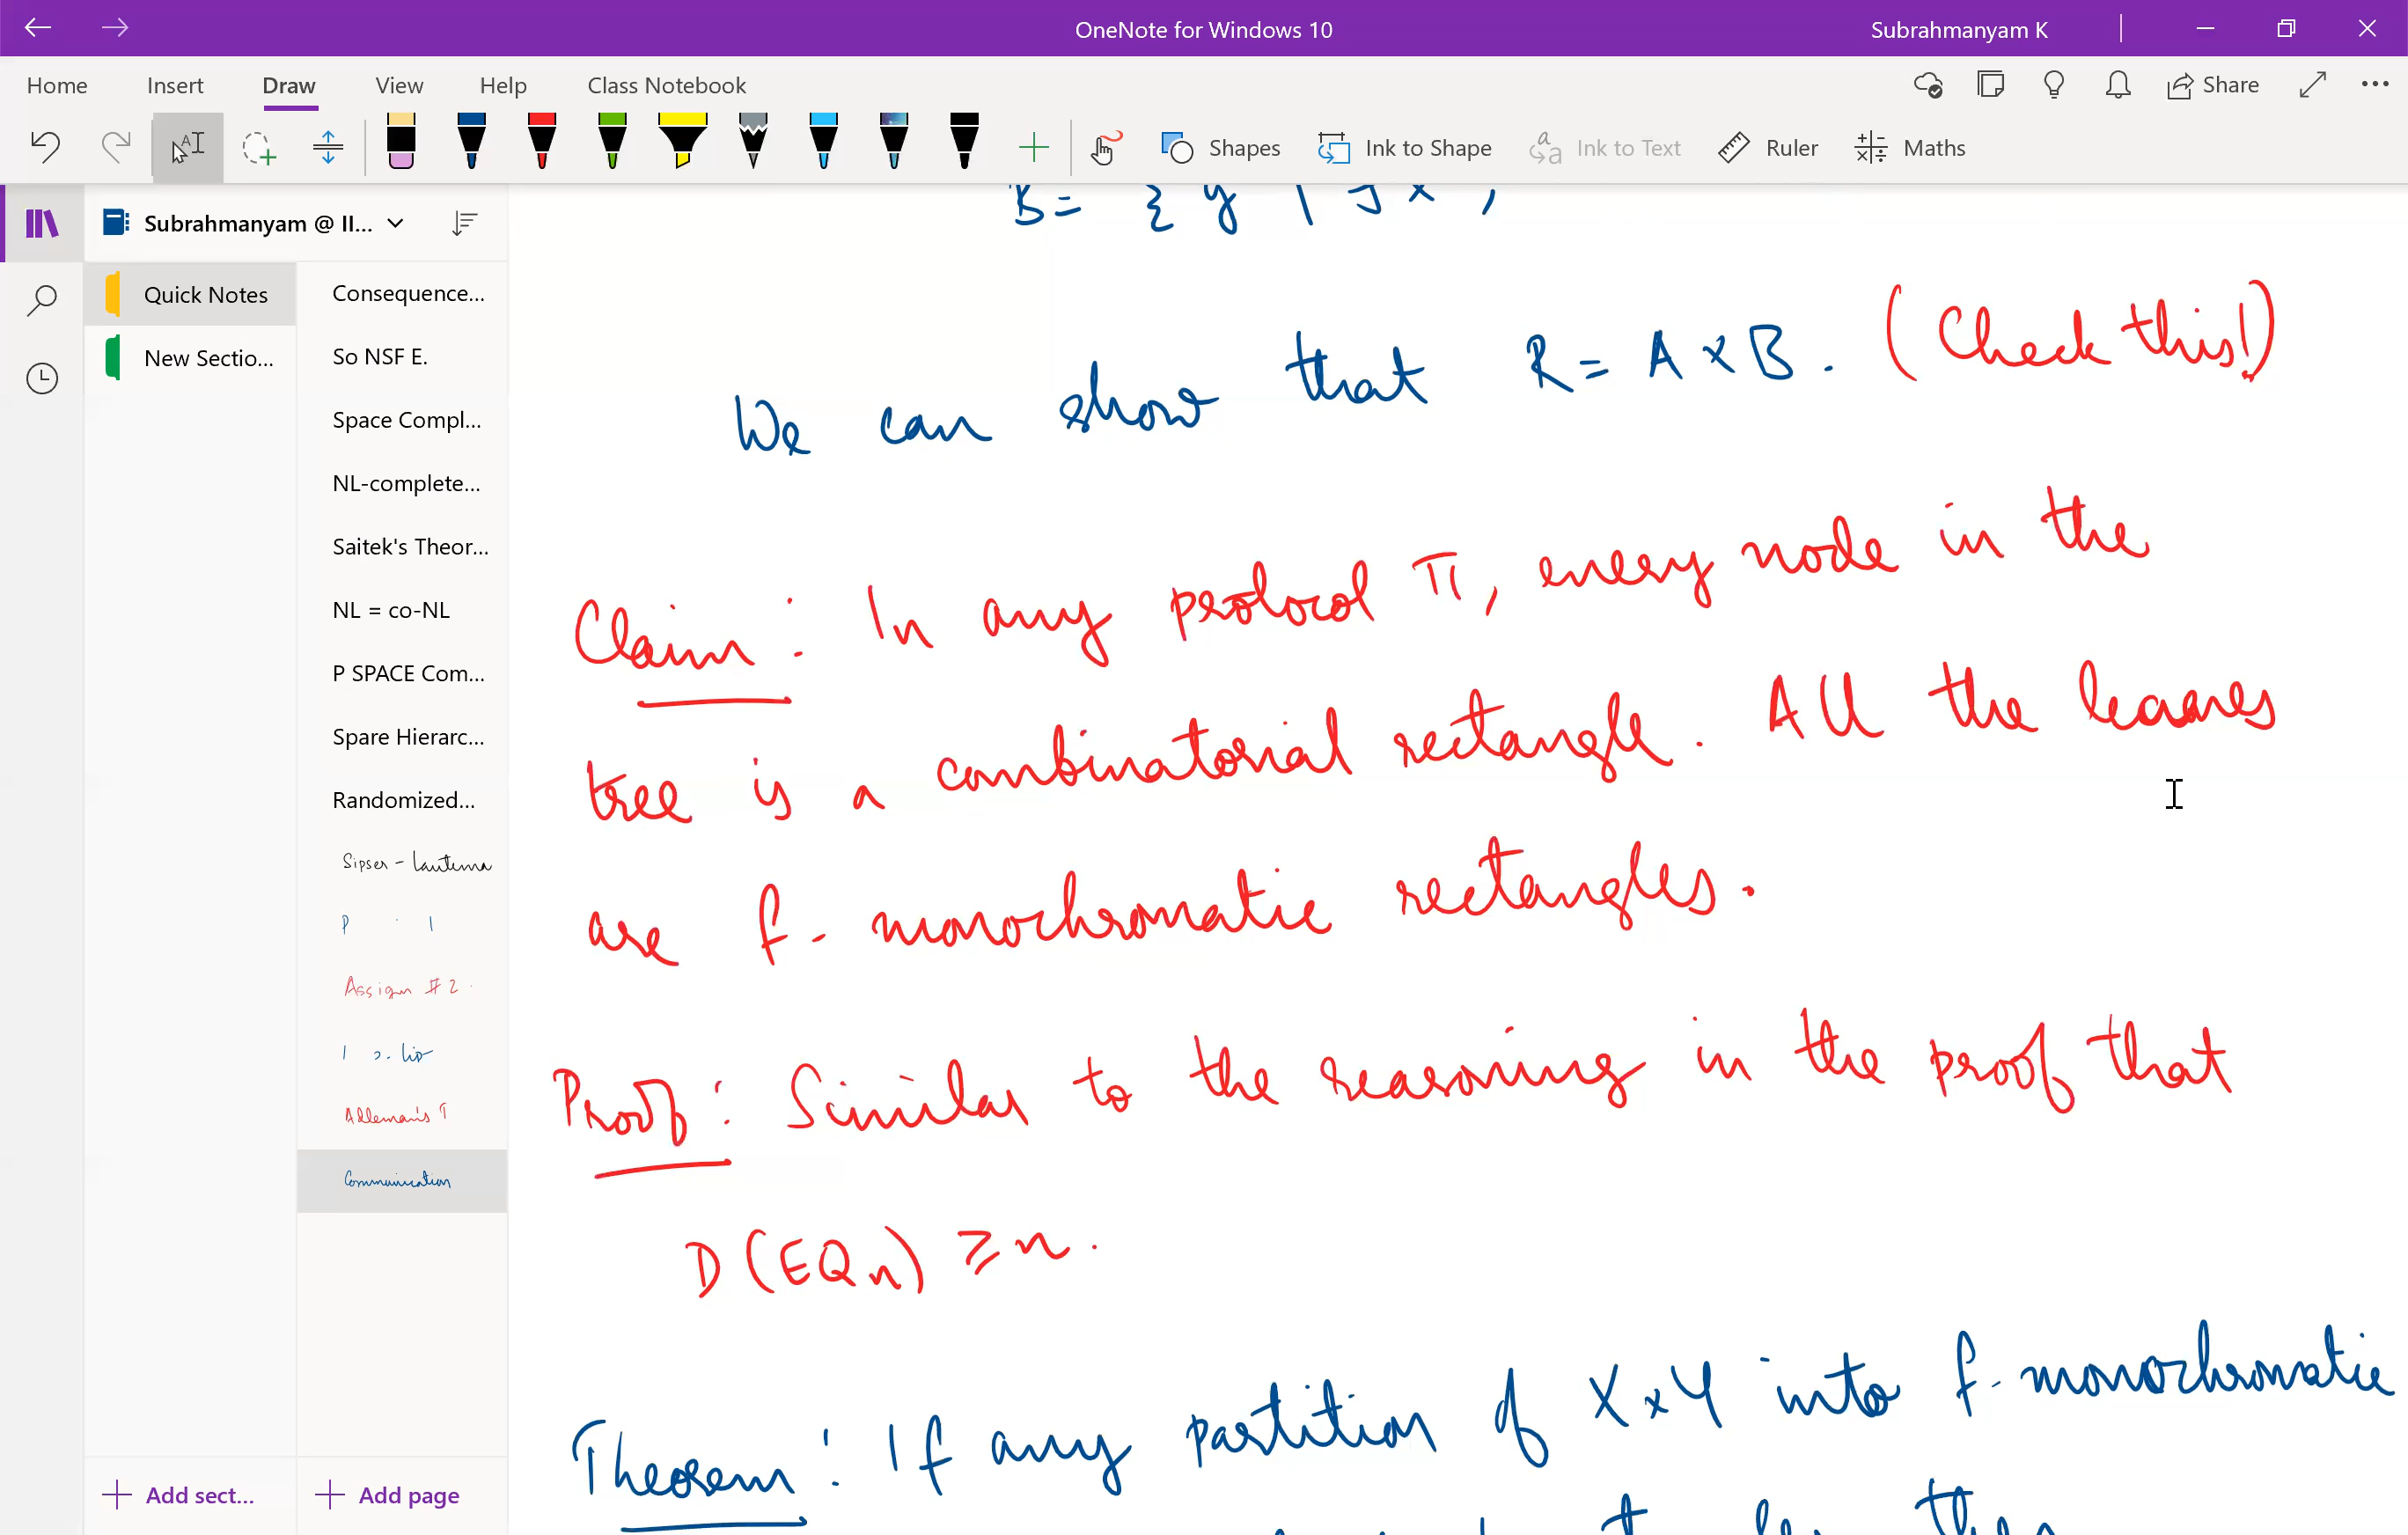 OneNote for Windows 10
Subrahmanyam K
Home Insert Draw View Help Class Notebook
Share
Shapes Ink to Shape Ink to Text Ruler Maths
Subrahmanyam @ II...
Quick Notes
New Sectio...
Consequence...
So NSF E.
Space Compl...
NL-complete...
Saitek's Theor...
NL = co-NL
P SPACE Com...
Spare Hierarc...
Randomized...
Sipser - Lautema
Assign #2
Adleman's T
Communication
Add sect...
Add page
B = { y | ∃ x ,
We can show that R = A × B. (Check this!)
Claim : In any protocol π, every node in the
tree is a combinatorial rectangle. All the leaves
are f - monochromatic rectangles.
Proof : Similar to the reasoning in the proof that
D (EQn) ≥ n.
Theorem : If any partition of X × Y into f - monochromatic